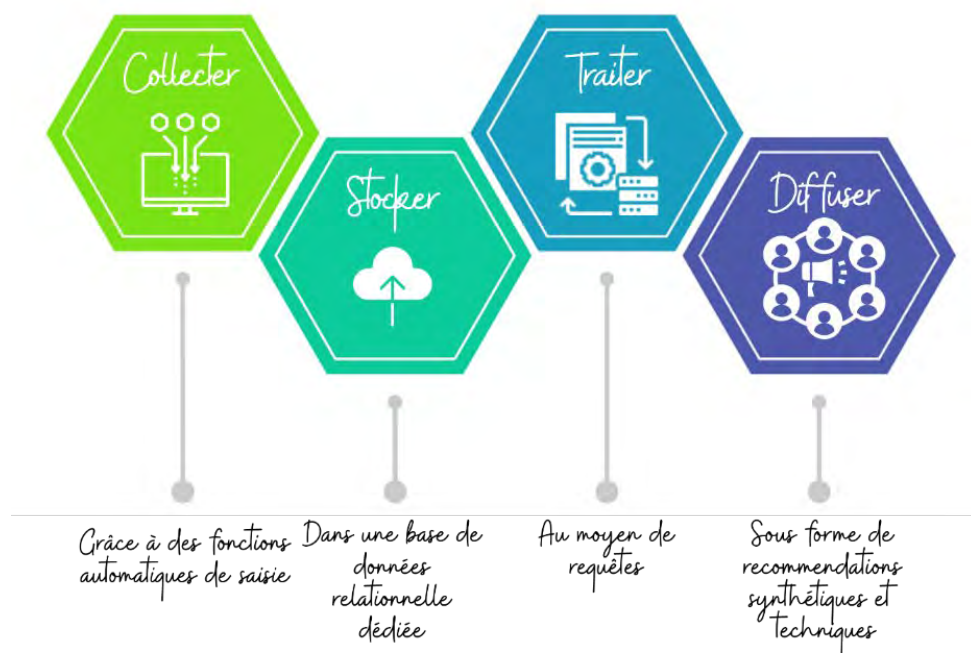 Collecter
Stocker
Traiter
Diffuser
Grâce à des fonctions
automatiques de saisie
Dans une base de
données
relationnelle
dédiée
Au moyen de
requêtes
Sous forme de
recommendations
synthétiques et
techniques